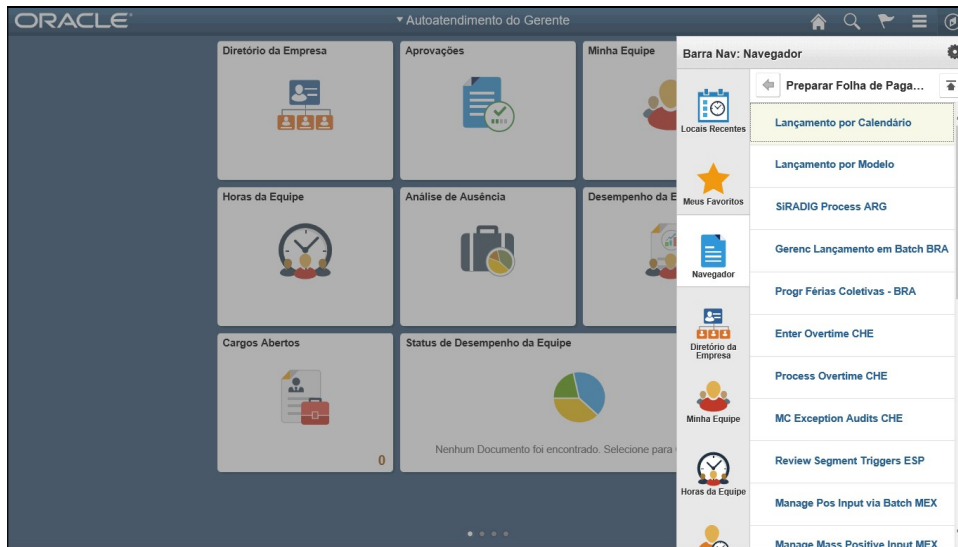 ORACLE
Autoatendimento do Gerente
Diretório da Empresa
Aprovações
Minha Equipe
Horas da Equipe
Análise de Ausência
Desempenho da E
Cargos Abertos
0
Status de Desempenho da Equipe
Nenhum Documento foi encontrado. Selecione para
Barra Nav: Navegador
Locais Recentes
Meus Favoritos
Navegador
Diretório da
Empresa
Minha Equipe
Horas da Equipe
Preparar Folha de Paga...
Lançamento por Calendário
Lançamento por Modelo
SiRADIG Process ARG
Gerenc Lançamento em Batch BRA
Progr Férias Coletivas - BRA
Enter Overtime CHE
Process Overtime CHE
MC Exception Audits CHE
Review Segment Triggers ESP
Manage Pos Input via Batch MEX
Manage Mass Positive Input MEX